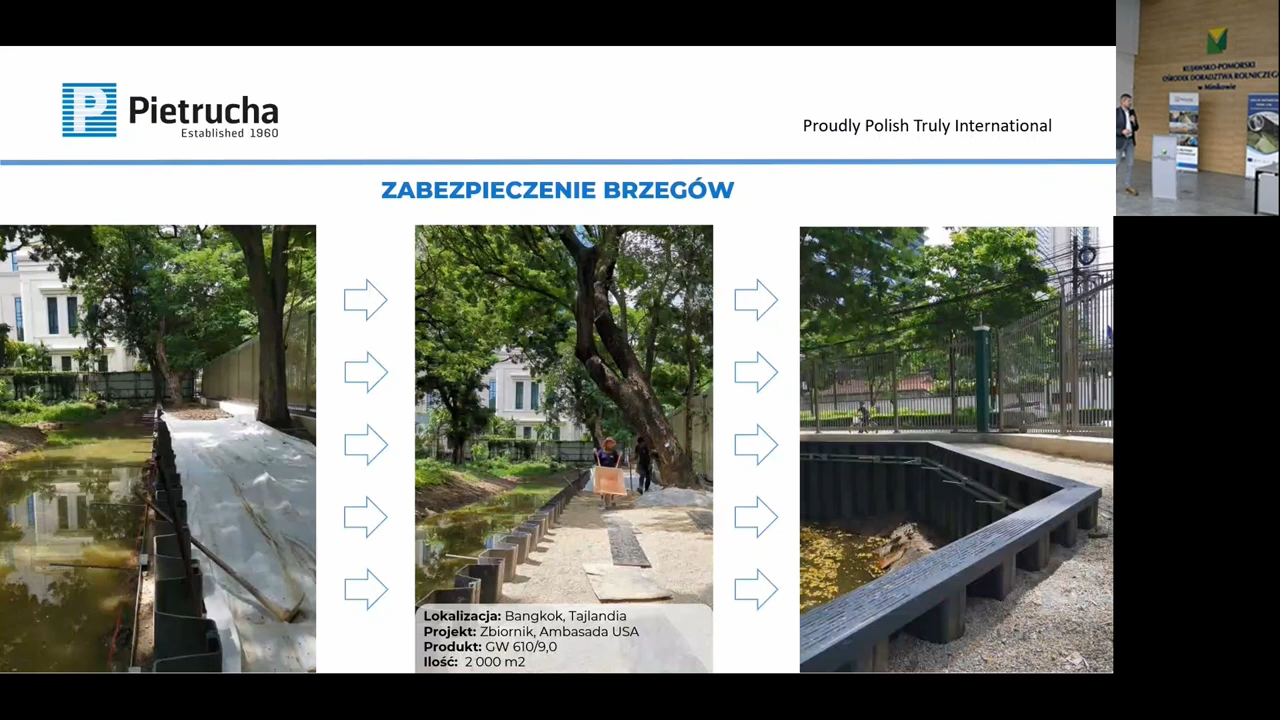 P
Pietrucha
Established 1960
Proudly Polish Truly International
ZABEZPIECZENIE BRZEGÓW
Lokalizacja: Bangkok, Tajlandia
Projekt: Zbiornik, Ambasada USA
Produkt: GW 610/9,0
Ilość: 2 000 m2
KUJAWSKO-POMORSKI
OŚRODEK DORADZTWA ROLNICZEG
w Minikowie